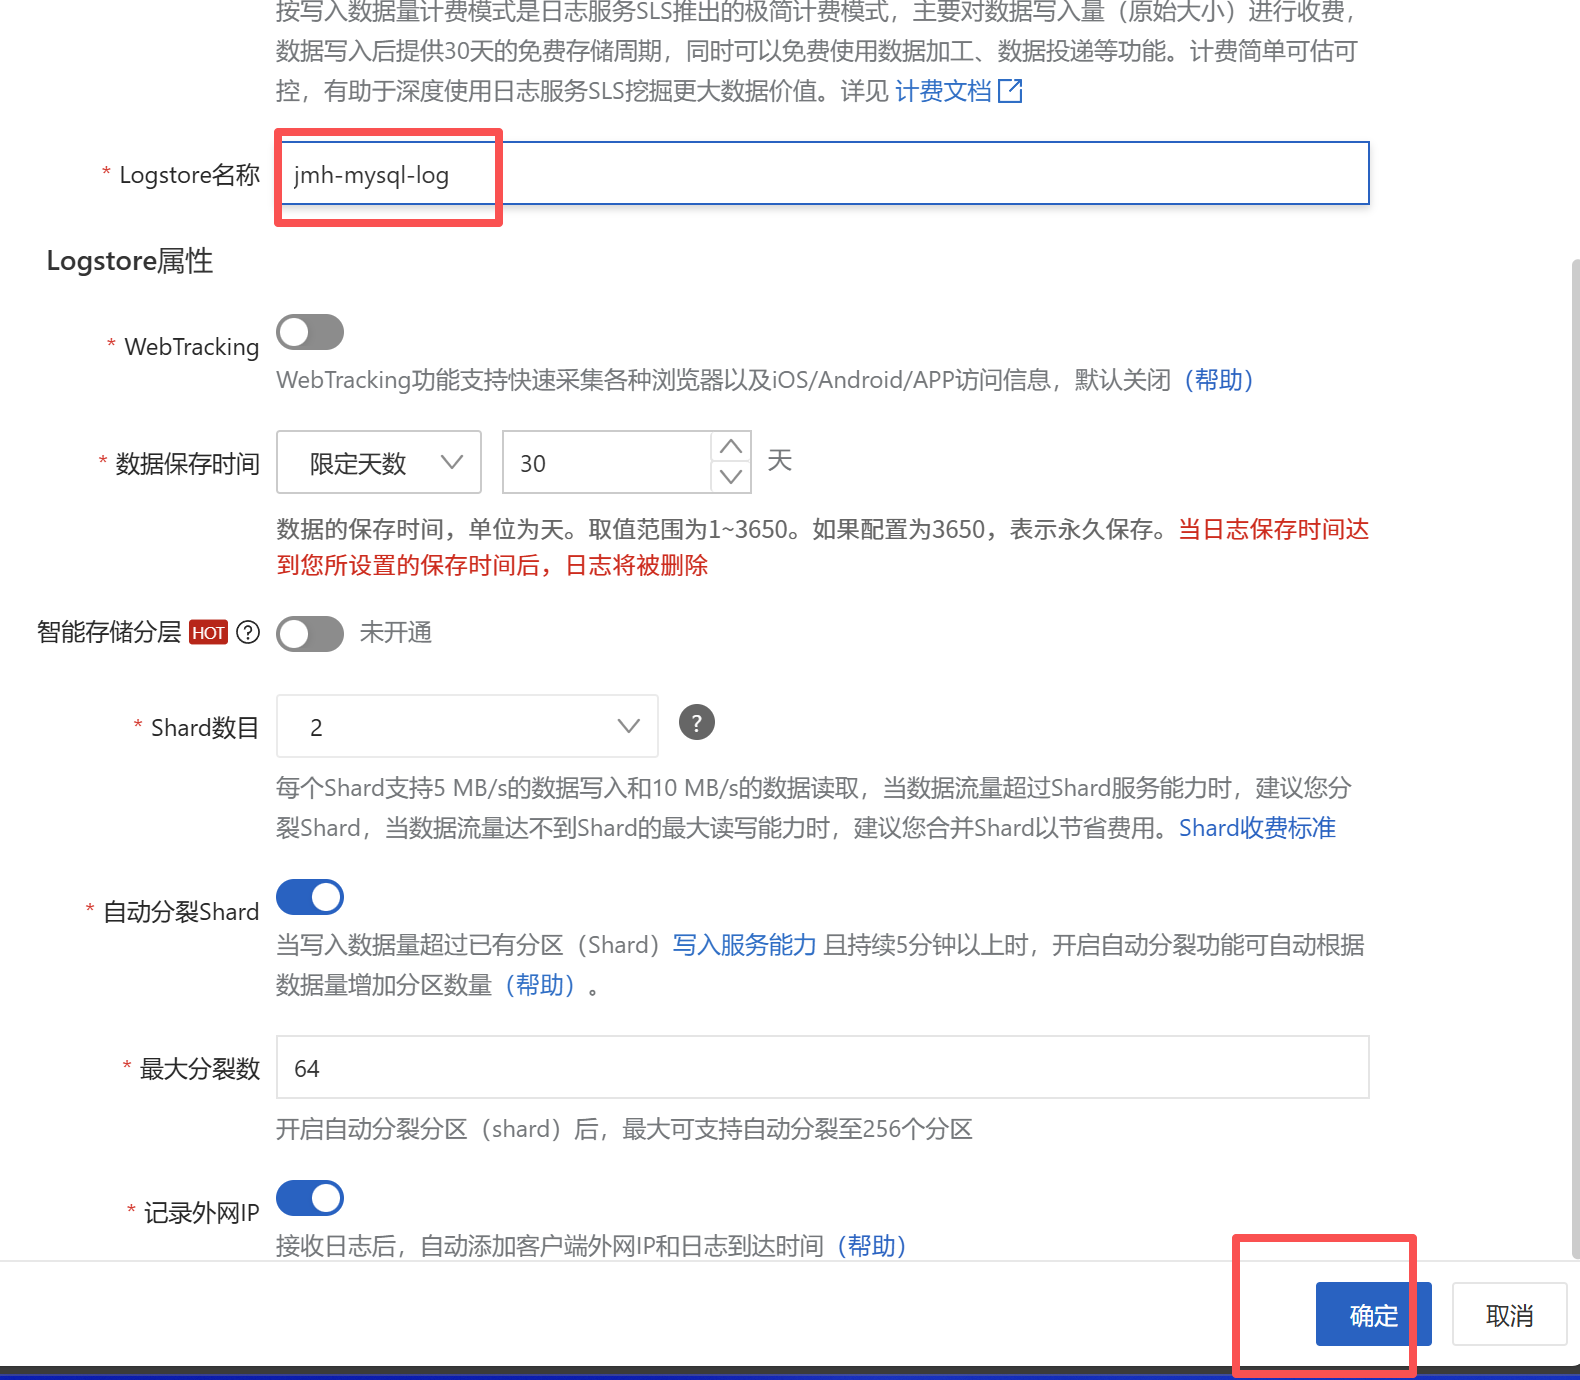 按写入数据量计费模式是日志服务SLS推出的极简计费模式，主要对数据写入量（原始大小）进行收费，
数据写入后提供30天的免费存储周期，同时可以免费使用数据加工、数据投递等功能。计费简单可估可
控，有助于深度使用日志服务SLS挖掘更大数据价值。详见 计费文档
* Logstore名称 jmh-mysql-log
Logstore属性
* WebTracking
WebTracking功能支持快速采集各种浏览器以及iOS/Android/APP访问信息，默认关闭（帮助）
* 数据保存时间 限定天数 30 天
数据的保存时间，单位为天。取值范围为1~3650。如果配置为3650，表示永久保存。当日志保存时间达
到您所设置的保存时间后，日志将被删除
智能存储分层 HOT ? 未开通
* Shard数目 2 ?
每个Shard支持5 MB/s的数据写入和10 MB/s的数据读取，当数据流量超过Shard服务能力时，建议您分
裂Shard，当数据流量达不到Shard的最大读写能力时，建议您合并Shard以节省费用。Shard收费标准
* 自动分裂Shard
当写入数据量超过已有分区（Shard）写入服务能力 且持续5分钟以上时，开启自动分裂功能可自动根据
数据量增加分区数量（帮助）。
* 最大分裂数 64
开启自动分裂分区（shard）后，最大可支持自动分裂至256个分区
* 记录外网IP
接收日志后，自动添加客户端外网IP和日志到达时间（帮助）
确定 取消